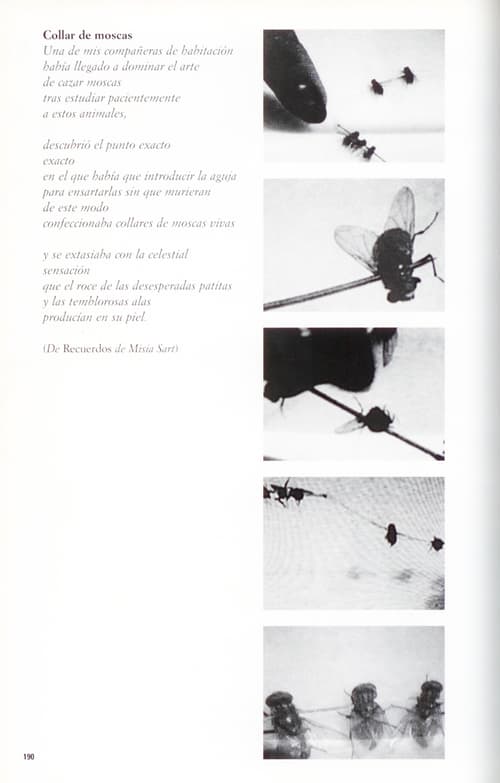 Collar de moscas
Una de mis compañeras de habitación
había llegado a dominar el arte
de cazar moscas
tras estudiar pacientemente
a estos animales,
descubrió el punto exacto
exacto
en el que había que introducir la aguja
para ensartarlas sin que murieran
de este modo
confeccionaba collares de moscas vivas
y se extasiaba con la celestial
sensación
que el roce de las desesperadas patitas
y las temblorosas alas
producían en su piel.
(De Recuerdos de Misia Sart)
190